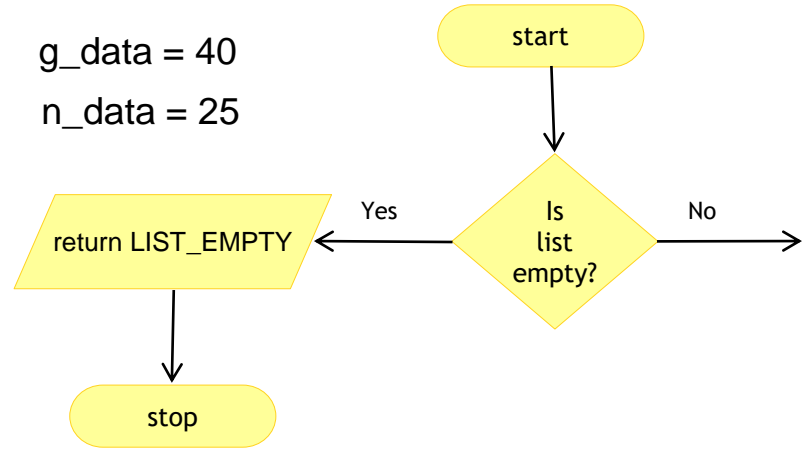 g_data = 40
n_data = 25
start
Is
list
empty?
Yes
No
return LIST_EMPTY
stop